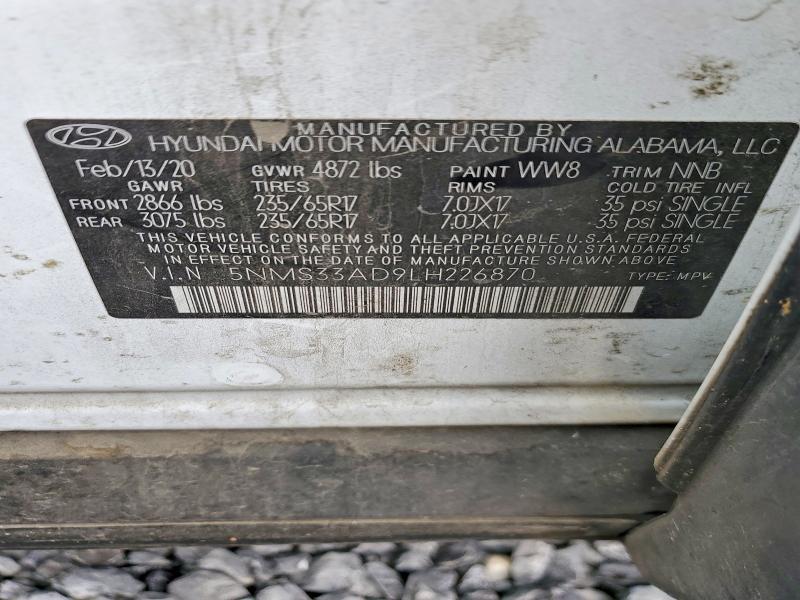 MANUFACTURED BY
HYUNDAI MOTOR MANUFACTURING ALABAMA, LLC
Feb/13/20 GVWR 4872 lbs PAINT WW8 TRIM NNB
GAWR TIRES RIMS COLD TIRE INFL
FRONT 2866 lbs 235/65R17 7.0JX17 35 psi SINGLE
REAR 3075 lbs 235/65R17 7.0JX17 35 psi SINGLE
THIS VEHICLE CONFORMS TO ALL APPLICABLE U.S.A. FEDERAL
MOTOR VEHICLE SAFETY AND THEFT PREVENTION STANDARDS
IN EFFECT ON THE DATE OF MANUFACTURE SHOWN ABOVE
V.I.N 5NMS33AD9LH226870 TYPE: MPV